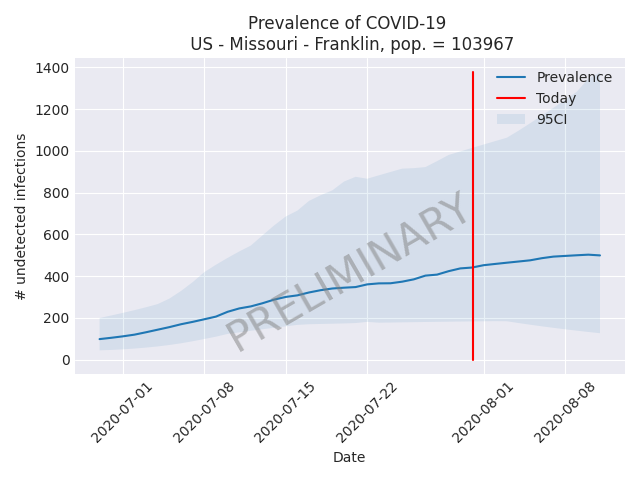 Prevalence of COVID-19
US - Missouri - Franklin, pop. = 103967
# undetected infections
1400
1200
1000
800
600
400
200
0
Prevalence
Today
95CI
PRELIMINARY
2020-07-01
2020-07-08
2020-07-15
2020-07-22
2020-08-01
2020-08-08
Date